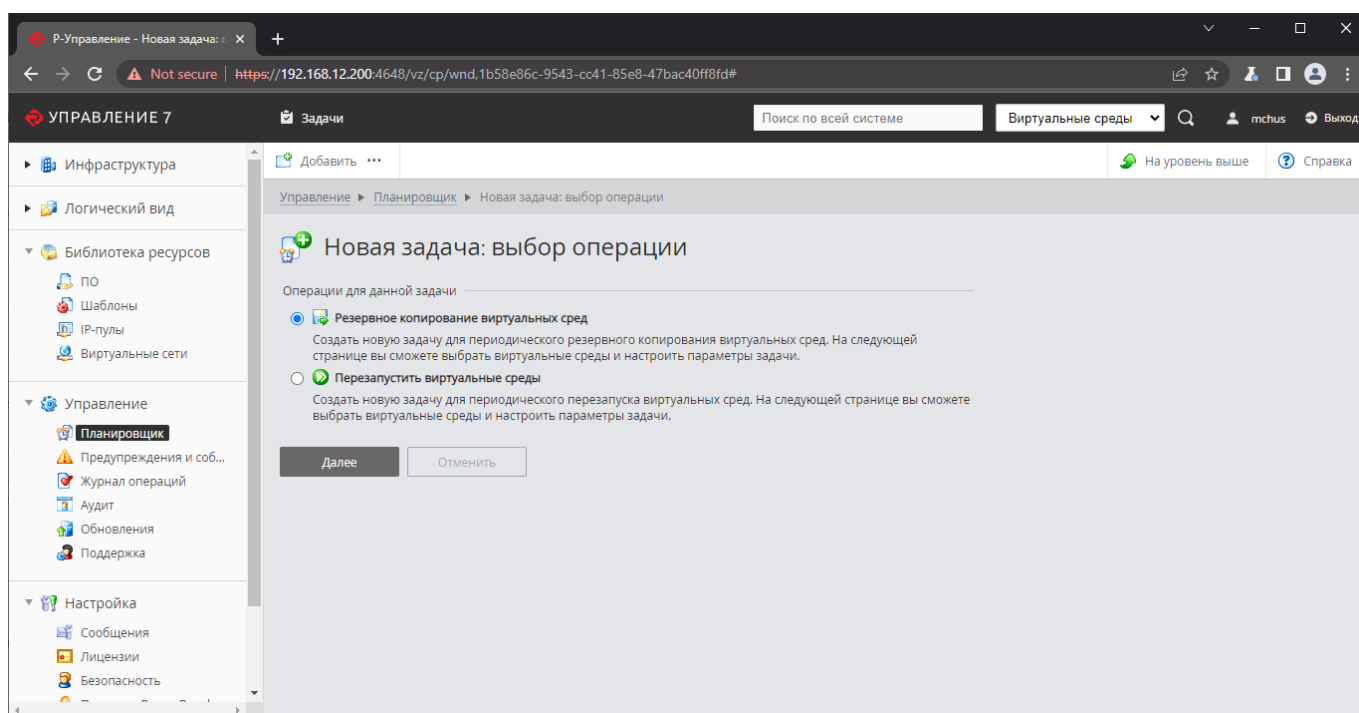 Р-Управление - Новая задача: в
Not secure | https://192.168.12.200:4648/vz/cp/wnd,1b58e86c-9543-cc41-85e8-47bac40ff8fd#
УПРАВЛЕНИЕ 7
Задачи
Поиск по всей системе
Виртуальные среды
mchus
Выход
Инфраструктура
Логический вид
Библиотека ресурсов
ПО
Шаблоны
IP-пулы
Виртуальные сети
Управление
Планировщик
Предупреждения и соб...
Журнал операций
Аудит
Обновления
Поддержка
Настройка
Сообщения
Лицензии
Безопасность
Добавить
На уровень выше
Справка
Управление ▶ Планировщик ▶ Новая задача: выбор операции
Новая задача: выбор операции
Операции для данной задачи
Резервное копирование виртуальных сред
Создать новую задачу для периодического резервного копирования виртуальных сред. На следующей
странице вы сможете выбрать виртуальные среды и настроить параметры задачи.
Перезапустить виртуальные среды
Создать новую задачу для периодического перезапуска виртуальных сред. На следующей странице вы сможете
выбрать виртуальные среды и настроить параметры задачи.
Далее
Отменить